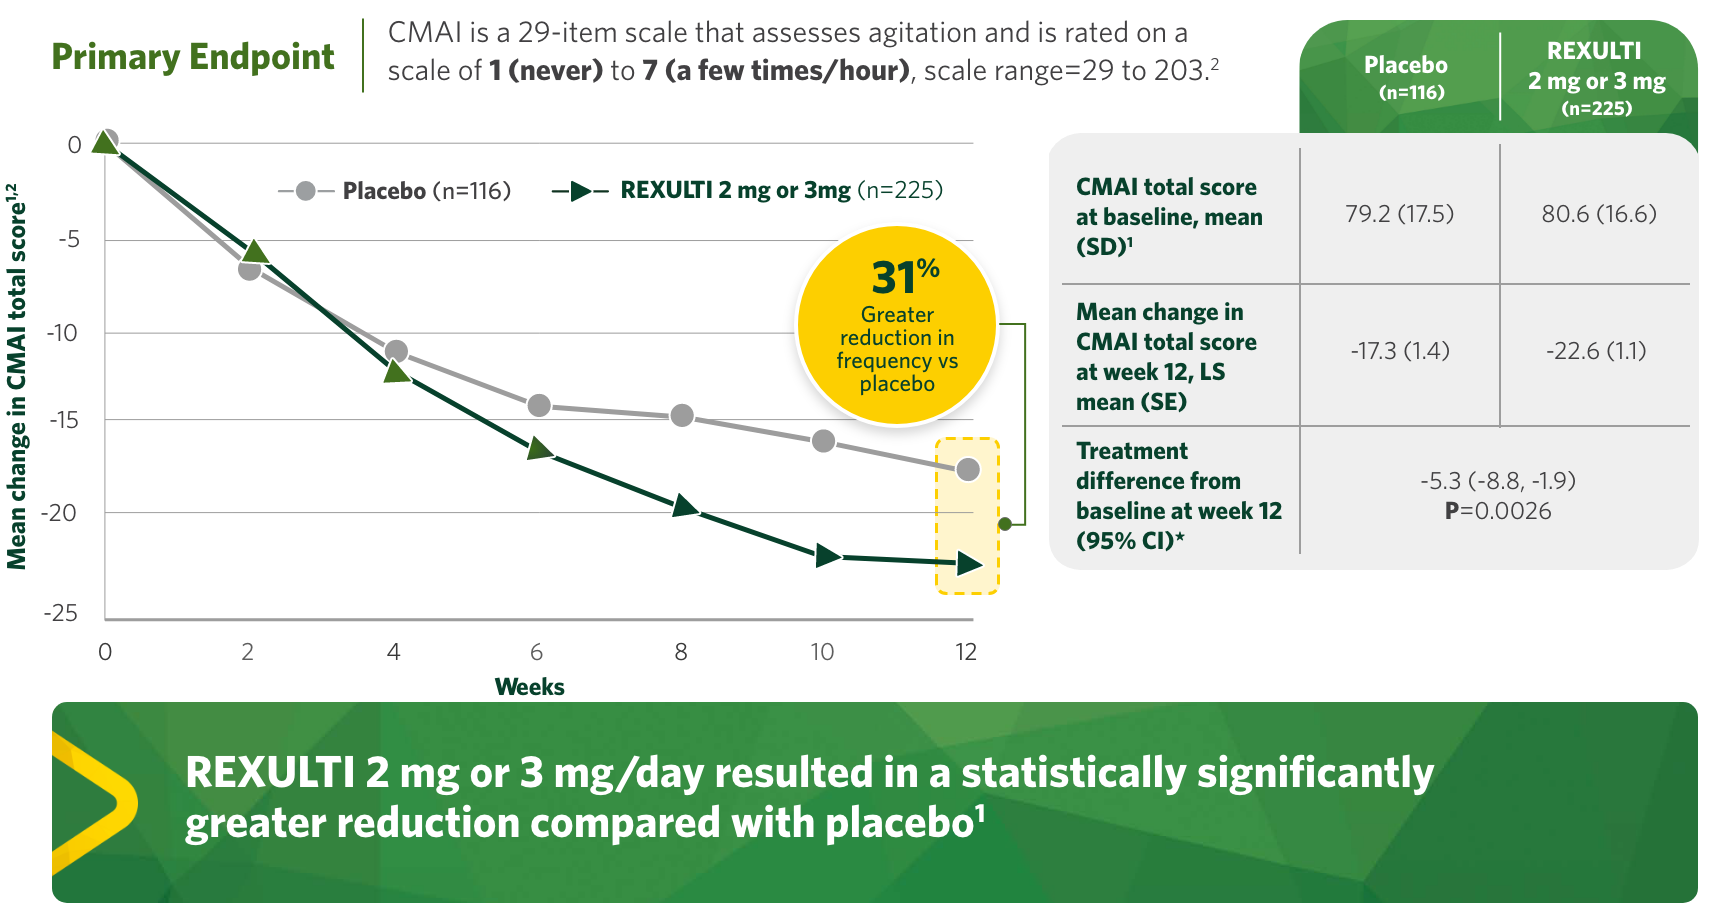 Primary Endpoint
CMAI is a 29-item scale that assesses agitation and is rated on a
scale of 1 (never) to 7 (a few times/hour), scale range=29 to 203.2
Mean change in CMAI total score1,2
0
-5
-10
-15
-20
-25
Placebo (n=116)
REXULTI 2 mg or 3mg (n=225)
31%
Greater
reduction in
frequency vs
placebo
0 2 4 6 8 10 12
Weeks
Placebo
(n=116)
REXULTI
2 mg or 3 mg
(n=225)
CMAI total score
at baseline, mean
(SD)1
79.2 (17.5)
80.6 (16.6)
Mean change in
CMAI total score
at week 12, LS
mean (SE)
-17.3 (1.4)
-22.6 (1.1)
Treatment
difference from
baseline at week 12
(95% CI)*
-5.3 (-8.8, -1.9)
P=0.0026
REXULTI 2 mg or 3 mg/day resulted in a statistically significantly
greater reduction compared with placebo1